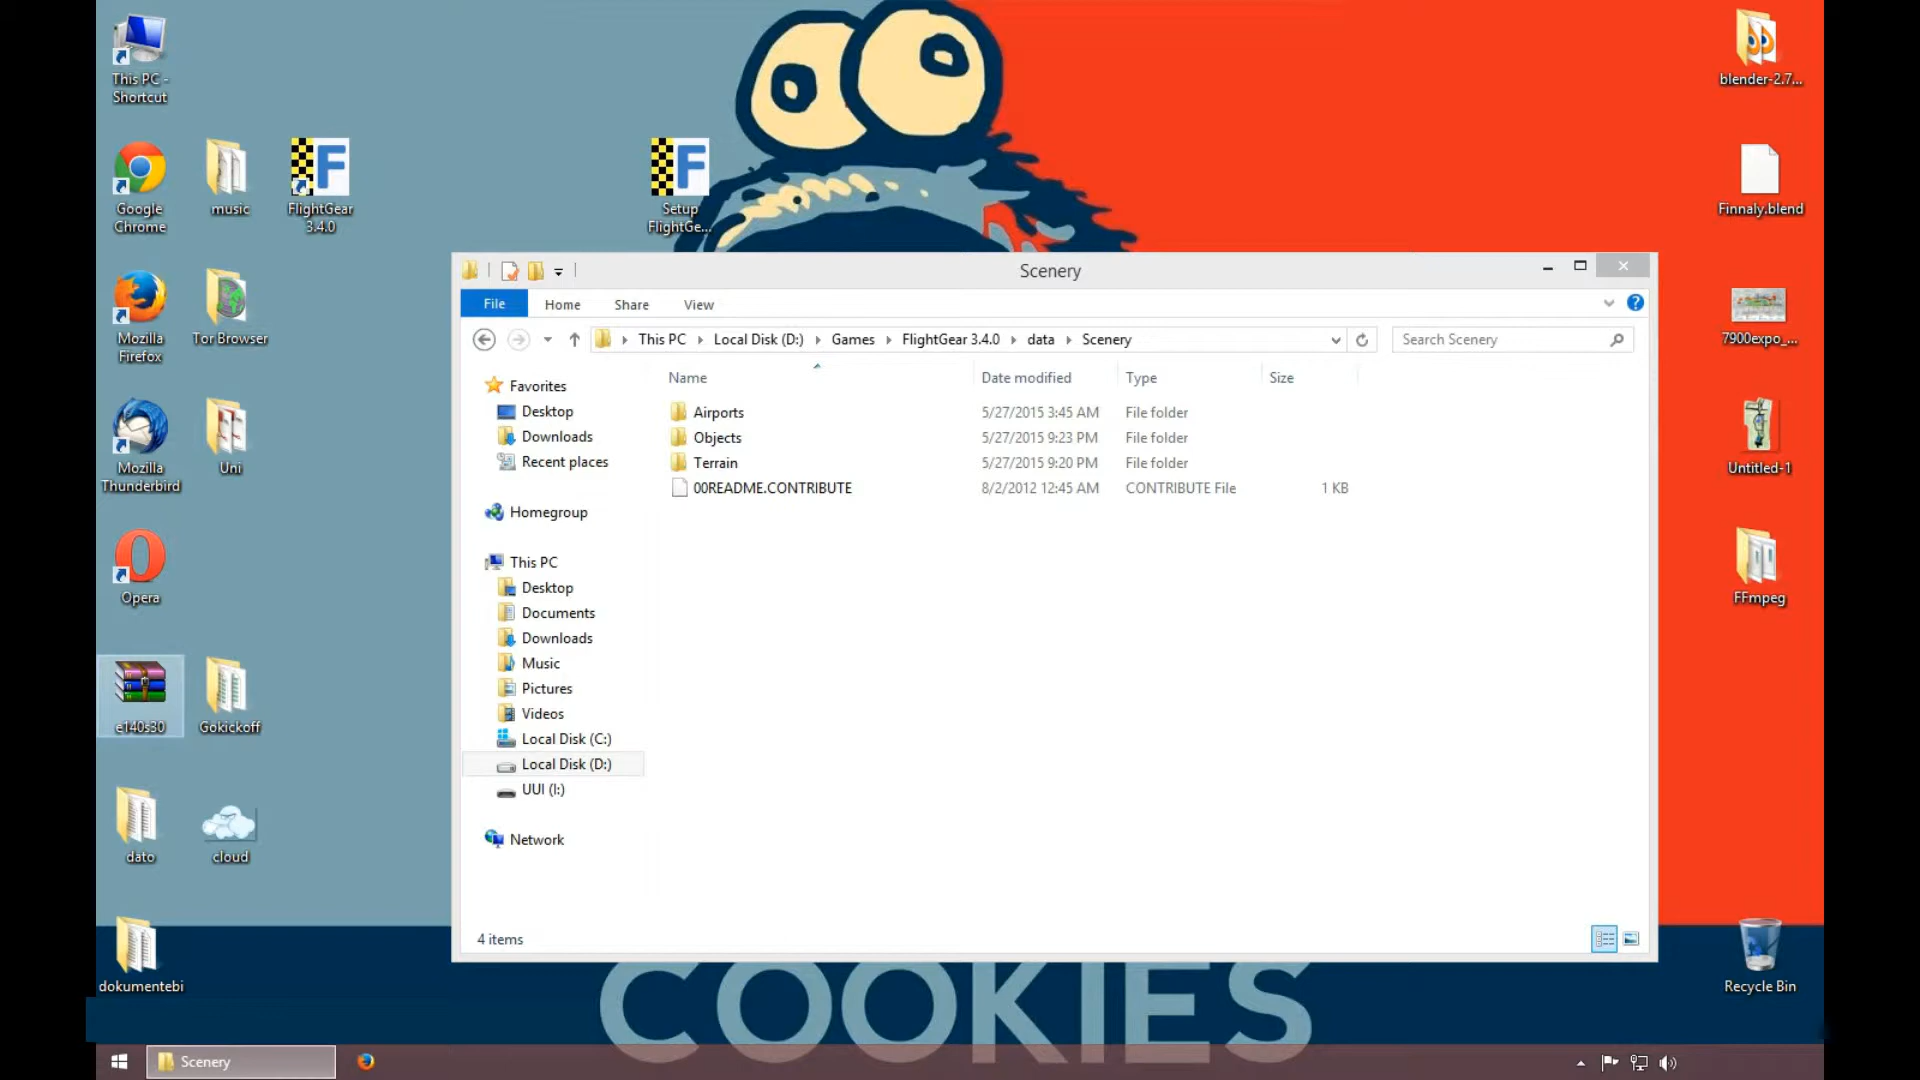 This PC -
Shortcut
Google
Chrome
music
FlightGear
3.4.0
Setup
FlightGe...
Mozilla
Firefox
Tor Browser
Mozilla
Thunderbird
Uni
Opera
e140s30
Gokickoff
dato
cloud
dokumentebi
blender-2.7...
Finnaly.blend
7900expo_...
Untitled-1
FFmpeg
Recycle Bin
Scenery
File
Home
Share
View
This PC
Local Disk (D:)
Games
FlightGear 3.4.0
data
Scenery
Search Scenery
Name
Date modified
Type
Size
Airports
5/27/2015 3:45 AM
File folder
Objects
5/27/2015 9:23 PM
File folder
Terrain
5/27/2015 9:20 PM
File folder
00README.CONTRIBUTE
8/2/2012 12:45 AM
CONTRIBUTE File
1 KB
Favorites
Desktop
Downloads
Recent places
Homegroup
This PC
Desktop
Documents
Downloads
Music
Pictures
Videos
Local Disk (C:)
Local Disk (D:)
UUI (I:)
Network
4 items
COOKIES
Scenery